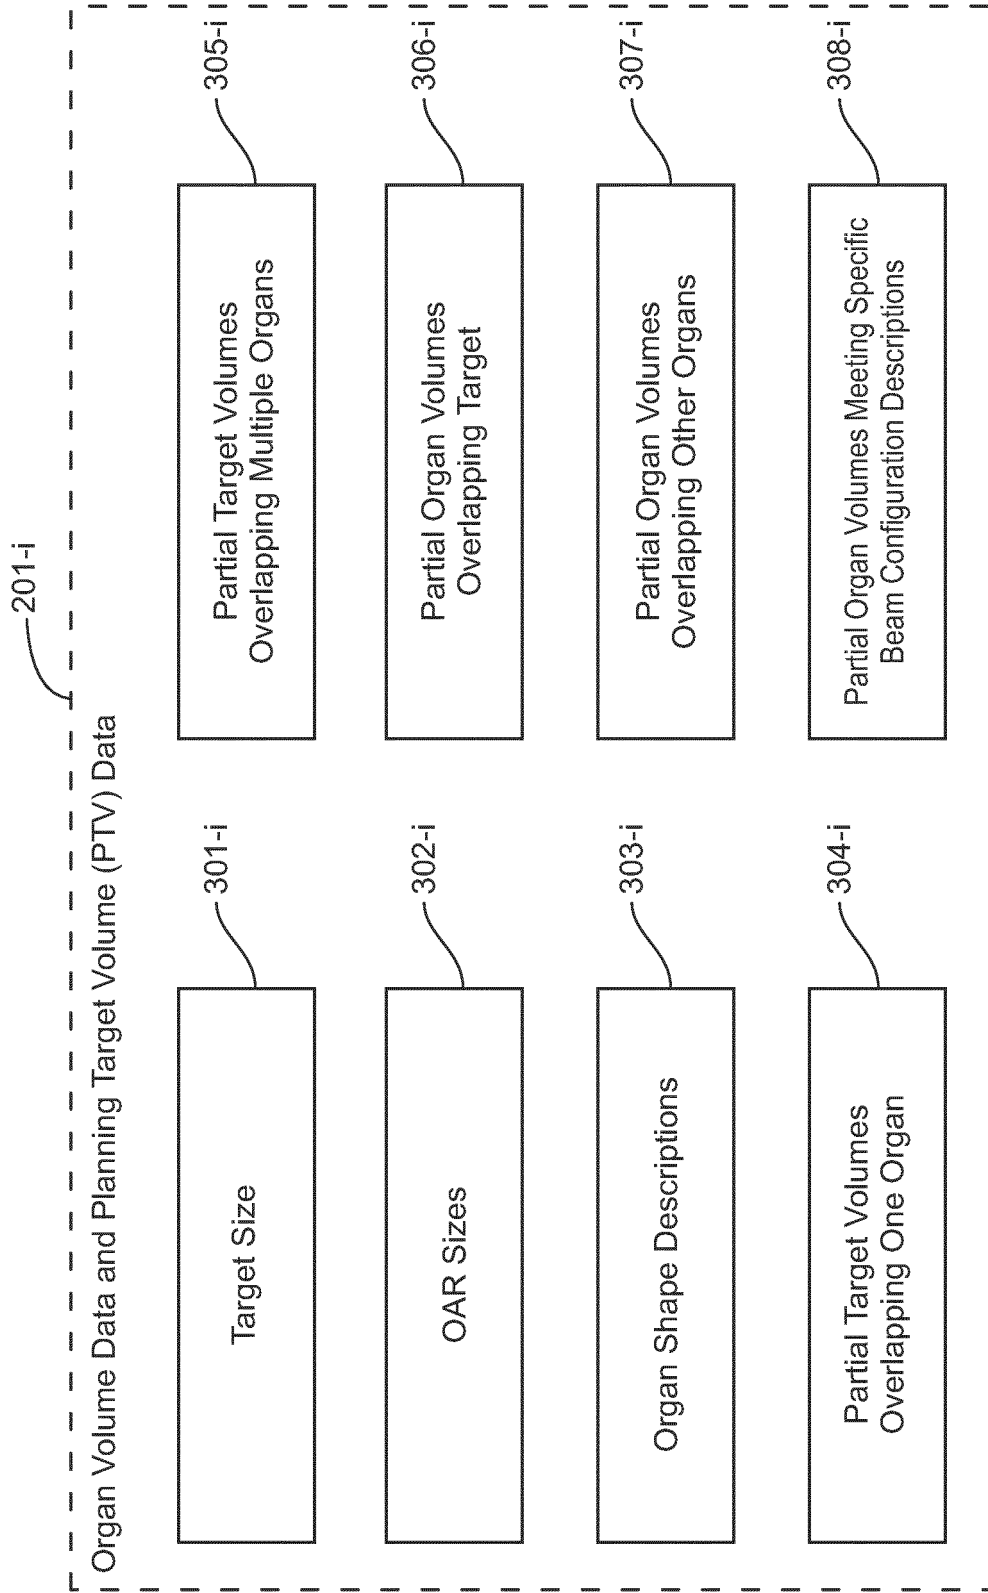 201-i
Organ Volume Data and Planning Target Volume (PTV) Data
301-i
Target Size
302-i
OAR Sizes
303-i
Organ Shape Descriptions
304-i
Partial Target Volumes
Overlapping One Organ
305-i
Partial Target Volumes
Overlapping Multiple Organs
306-i
Partial Organ Volumes
Overlapping Target
307-i
Partial Organ Volumes
Overlapping Other Organs
308-i
Partial Organ Volumes Meeting Specific
Beam Configuration Descriptions